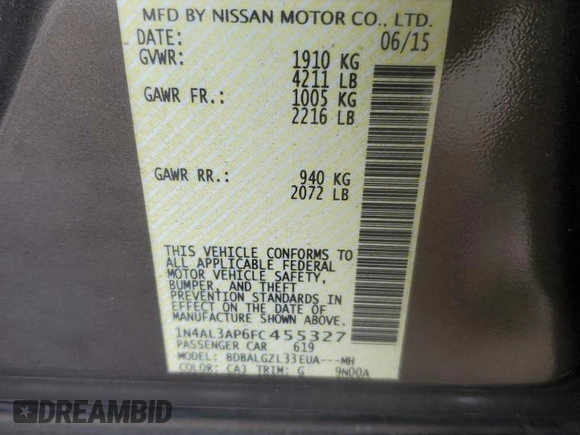 MFD BY NISSAN MOTOR CO., LTD.
DATE: 06/15
GVWR: 1910 KG
4211 LB
GAWR FR.: 1005 KG
2216 LB
GAWR RR.: 940 KG
2072 LB
THIS VEHICLE CONFORMS TO
ALL APPLICABLE FEDERAL
MOTOR VEHICLE SAFETY,
BUMPER, AND THEFT
PREVENTION STANDARDS IN
EFFECT ON THE DATE OF
MANUFACTURE SHOWN ABOVE.
1N4AL3AP6FC455327
PASSENGER CAR 619
MODEL: BDBALGZL33EUA---MH
COLOR: CAJ TRIM: G 9N00A
DREAMBID